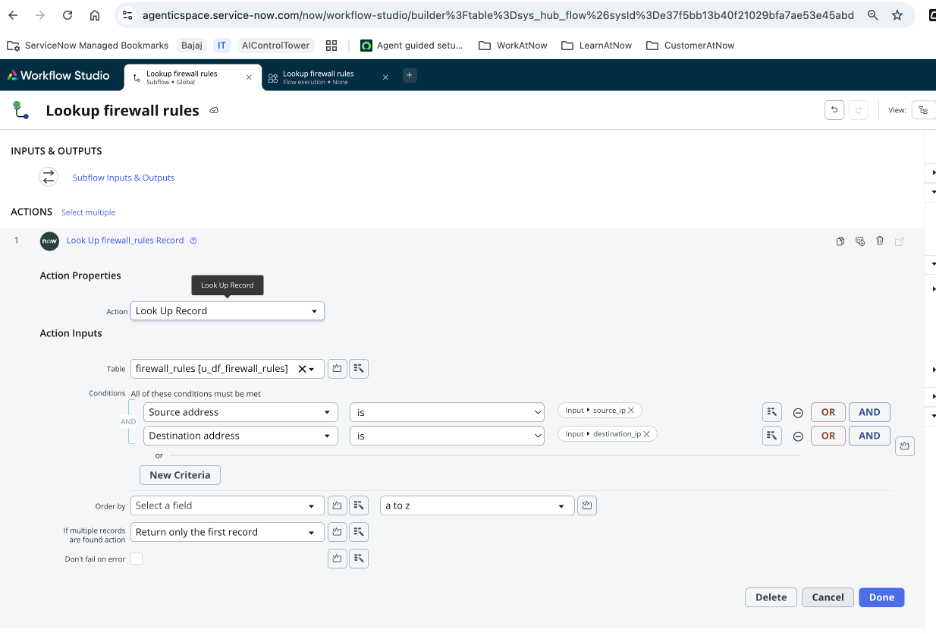 agenticspace.service-now.com/now/workflow-studio/builder%3Ftable%3Dsys_hub_flow%26sysId%3De37f5bb13b40f21029bfa7ae53e45abd
ServiceNow Managed Bookmarks Bajaj IT AIControlTower Agent guided setu... WorkAtNow LearnAtNow CustomerAtNow
Workflow Studio
Lookup firewall rules
Subflow • Global
Lookup firewall rules
Flow execution • None
Lookup firewall rules
View:
INPUTS & OUTPUTS
Subflow Inputs & Outputs
ACTIONS Select multiple
1 now Look Up firewall_rules Record
Action Properties
Look Up Record
Action Look Up Record
Action Inputs
Table firewall_rules [u_df_firewall_rules]
Conditions All of these conditions must be met
Source address is Input ▸ source_ip OR AND
AND
Destination address is Input ▸ destination_ip OR AND
or
New Criteria
Order by Select a field a to z
If multiple records
are found action Return only the first record
Don't fail on error
Delete Cancel Done